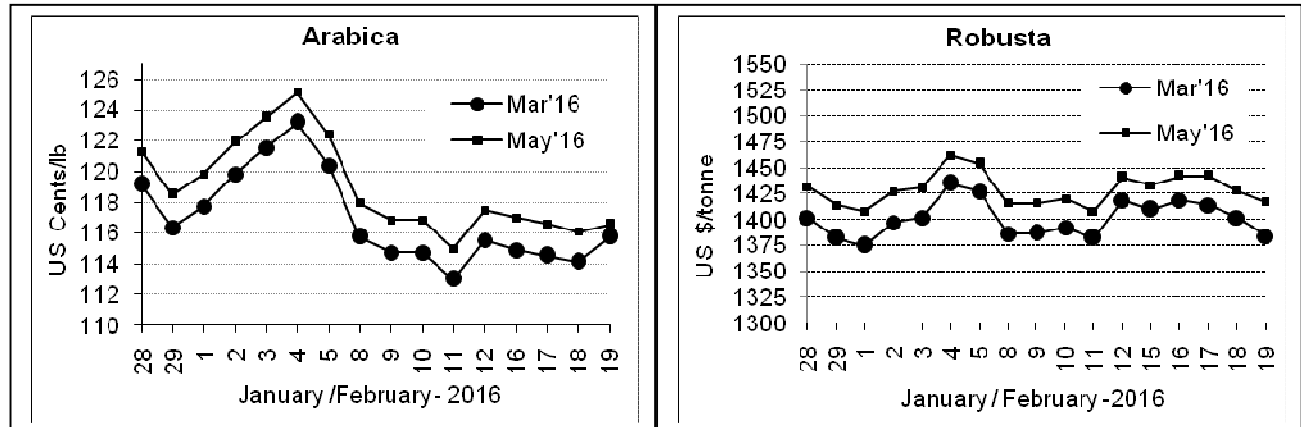 Arabica
126
124
122
120
118
116
114
112
110
US Cents/lb
Mar'16
May'16
28 29 1 2 3 4 5 8 9 10 11 12 16 17 18 19
January /February- 2016
Robusta
1550
1525
1500
1475
1450
1425
1400
1375
1350
1325
1300
US $/tonne
Mar'16
May'16
28 29 1 2 3 4 5 8 9 10 11 12 15 16 17 18 19
January / February -2016